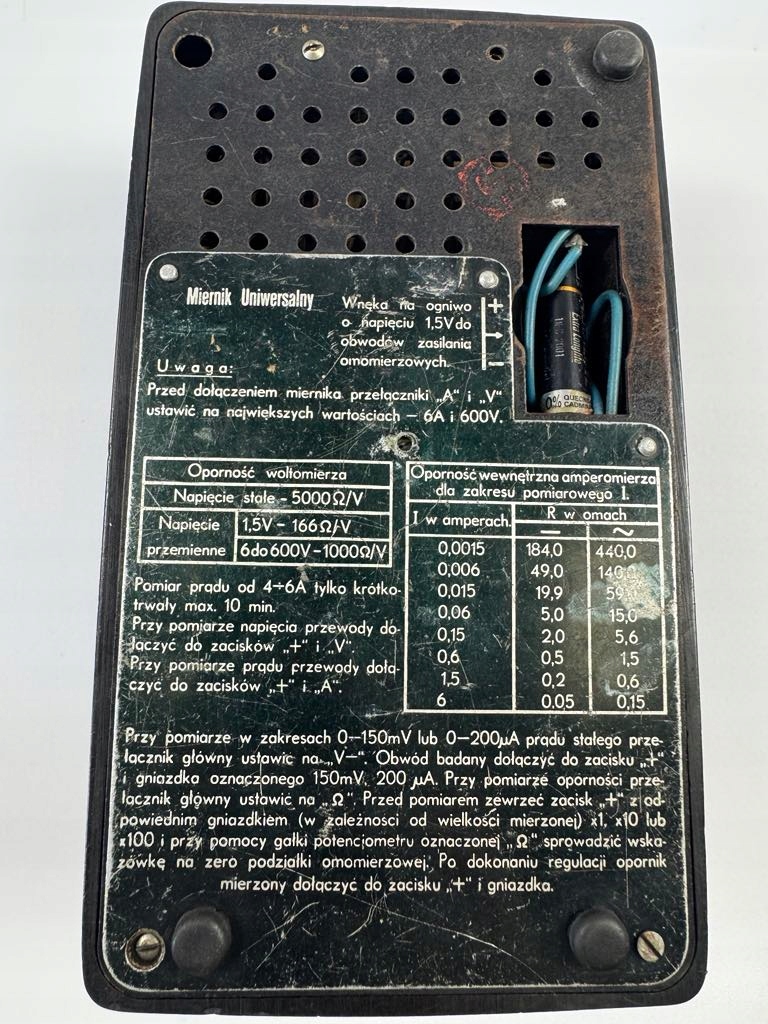 Miernik Uniwersalny
Wnęka na ogniwo
o napięciu 1,5V do
obwodów zasilania
omomierzowych.
+
→
−
Uwaga:
Przed dołączeniem miernika przełączniki „A" i „V"
ustawić na największych wartościach – 6A i 600V.
0% QUECN
CADM
Oporność woltomierza
Napięcie stałe – 5000Ω/V
Napięcie 1,5V – 166Ω/V
przemienne 6do600V–1000Ω/V
Oporność wewnętrzna amperomierza
dla zakresu pomiarowego I.
I w amperach. R w omach
— ~
0,0015 184,0 440,0
0,006 49,0 140,0
0,015 19,9
0,06 5,0 15,0
0,15 2,0 5,6
0,6 0,5 1,5
1,5 0,2 0,6
6 0,05 0,15
Pomiar prądu od 4÷6A tylko krótko-
trwały max. 10 min.
Przy pomiarze napięcia przewody do-
łączyć do zacisków „+" i „V".
Przy pomiarze prądu przewody dołą-
czyć do zacisków „+" i „A".
Przy pomiarze w zakresach 0–150mV lub 0–200μA prądu stałego prze-
łącznik główny ustawić na „V–". Obwód badany dołączyć do zacisku „+"
i gniazdka oznaczonego 150mV, 200 μA. Przy pomiarze oporności prze-
łącznik główny ustawić na „Ω". Przed pomiarem zewrzeć zacisk „+" z od-
powiednim gniazdkiem (w zależności od wielkości mierzonej) x1, x10 lub
x100 i przy pomocy gałki potencjometru oznaczonej „Ω" sprowadzić wska-
zówkę na zero podziałki omomierzowej. Po dokonaniu regulacji opornik
mierzony dołączyć do zacisku „+" i gniazdka.